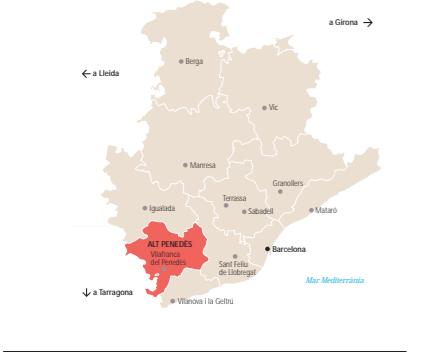 a Girona →
Berga
← a Lleida
Vic
Manresa
Granollers
Terrassa
Igualada
Sabadell
Mataró
ALT PENEDÈS
Vilafranca
del Penedès
Barcelona
Sant Feliu
de Llobregat
Mar Mediterrània
↓ a Tarragona
Vilanova i la Geltrú